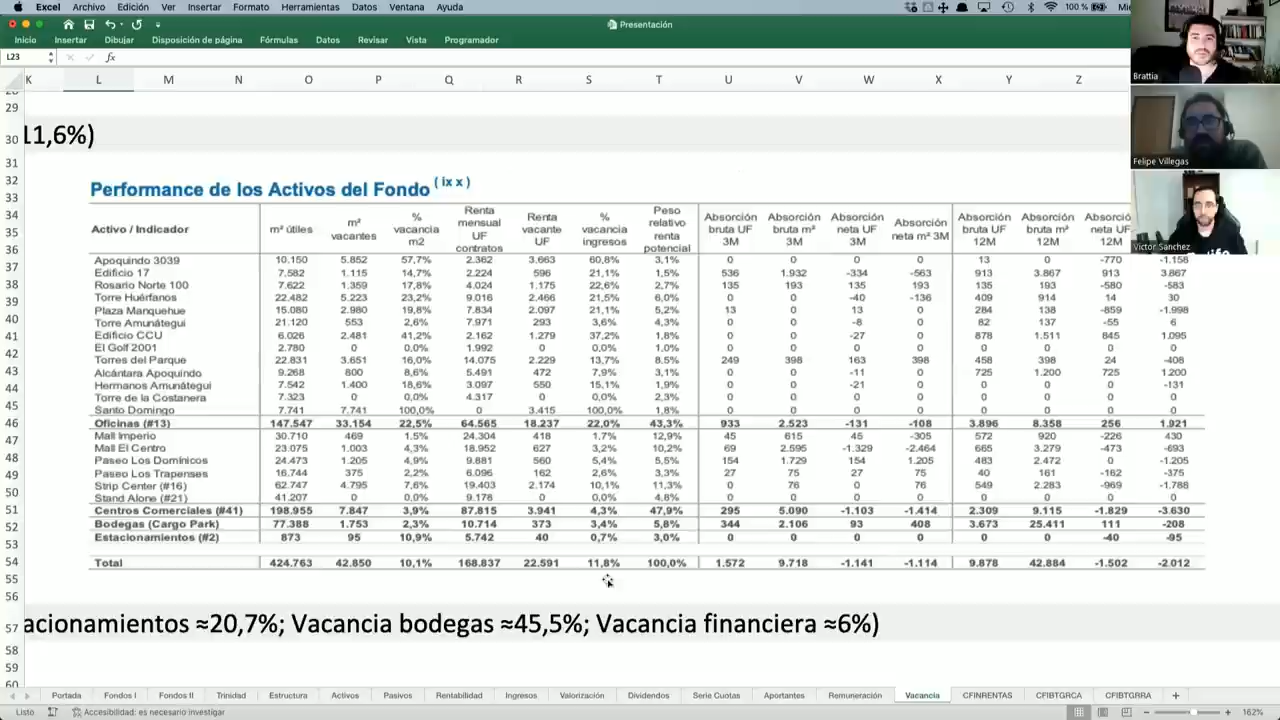 Excel Archivo Edición Ver Insertar Formato Herramientas Datos Ventana Ayuda 100 %
Presentación
Inicio Insertar Dibujar Disposición de página Fórmulas Datos Revisar Vista Programador
L23 fx
K L M N O P Q R S T U V W X Y Z
29
30 11,6%)
31
32 Performance de los Activos del Fondo ( ix x )
33
34
35
36
Activo / Indicador m² útiles m² vacantes % vacancia m2 Renta mensual UF contratos Renta vacante UF % vacancia ingresos Peso relativo renta potencial Absorción bruta UF 3M Absorción bruta m² 3M Absorción neta UF 3M Absorción neta m² 3M Absorción bruta UF 12M Absorción bruta m² 12M Absorción neta UF 12M
37 Apoquindo 3039 10.150 5.852 57,7% 2.362 3.663 60,8% 3,1% 0 0 0 0 13 0 -770 -1.158
38 Edificio 17 7.582 1.115 14,7% 2.224 596 21,1% 1,5% 536 1.932 -334 -563 913 3.867 913 3.867
Rosario Norte 100 7.622 1.359 17,8% 4.024 1.175 22,6% 2,7% 135 193 135 193 135 193 -580 -583
39 Torre Huérfanos 22.482 5.223 23,2% 9.016 2.466 21,5% 6,0% 0 0 -40 -136 409 914 14 30
40 Plaza Manquehue 15.080 2.980 19,8% 7.834 2.097 21,1% 5,2% 13 0 13 0 284 138 -859 -1.998
Torre Amunátegui 21.120 553 2,6% 7.971 293 3,6% 4,3% 0 0 -8 0 82 137 -55 6
41 Edificio CCU 6.026 2.481 41,2% 2.162 1.279 37,2% 1,8% 0 0 -27 0 878 1.511 845 1.095
42 El Golf 2001 2.780 0 0,0% 1.992 0 0,0% 1,0% 0 0 0 0 0 0 0 0
Torres del Parque 22.831 3.651 16,0% 14.075 2.229 13,7% 8,5% 249 398 163 398 458 398 24 -408
43 Alcántara Apoquindo 9.268 800 8,6% 5.491 472 7,9% 3,1% 0 0 -11 0 725 1.200 725 1.200
44 Hermanos Amunátegui 7.542 1.400 18,6% 3.097 550 15,1% 1,9% 0 0 -21 0 0 0 0 -131
Torre de la Costanera 7.323 0 0,0% 4.317 0 0,0% 2,3% 0 0 0 0 0 0 0 0
45 Santo Domingo 7.741 7.741 100,0% 0 3.415 100,0% 1,8% 0 0 0 0 0 0 0 0
46 Oficinas (#13) 147.547 33.154 22,5% 64.565 18.237 22,0% 43,3% 933 2.523 -131 -108 3.896 8.358 256 1.921
47 Mall Imperio 30.710 469 1,5% 24.304 418 1,7% 12,9% 45 615 45 -305 572 920 -226 430
48 Mall El Centro 23.075 1.003 4,3% 18.952 627 3,2% 10,2% 69 2.595 -1.329 -2.464 665 3.279 -473 -693
Paseo Los Domínicos 24.473 1.205 4,9% 9.881 560 5,4% 5,5% 154 1.729 154 1.205 483 2.472 0 -1.205
49 Paseo Los Trapenses 16.744 375 2,2% 6.096 162 2,6% 3,3% 27 75 27 75 40 161 -162 -375
50 Strip Center (#16) 62.747 4.795 7,6% 19.403 2.174 10,1% 11,3% 0 76 0 76 549 2.283 -969 -1.788
Stand Alone (#21) 41.207 0 0,0% 9.178 0 0,0% 4,8% 0 0 0 0 0 0 0 0
51 Centros Comerciales (#41) 198.955 7.847 3,9% 87.815 3.941 4,3% 47,9% 295 5.090 -1.103 -1.414 2.309 9.115 -1.829 -3.630
52 Bodegas (Cargo Park) 77.388 1.753 2,3% 10.714 373 3,4% 5,8% 344 2.106 93 408 3.673 25.411 111 -208
53 Estacionamientos (#2) 873 95 10,9% 5.742 40 0,7% 3,0% 0 0 0 0 0 0 -40 -95
54 Total 424.763 42.850 10,1% 168.837 22.591 11,8% 100,0% 1.572 9.718 -1.141 -1.114 9.878 42.884 -1.502 -2.012
55
56
57 acionamientos ≈20,7%; Vacancia bodegas ≈45,5%; Vacancia financiera ≈6%)
58
59
60
Portada Fondos I Fondos II Trinidad Estructura Activos Pasivos Rentabilidad Ingresos Valorización Dividendos Serie Cuotas Aportantes Remuneración Vacancia CFINRENTAS CFIBTGRCA CFIBTGRRA +
Listo Accesibilidad: es necesario investigar 162%
Brattia
Felipe Villegas
Victor Sanchez